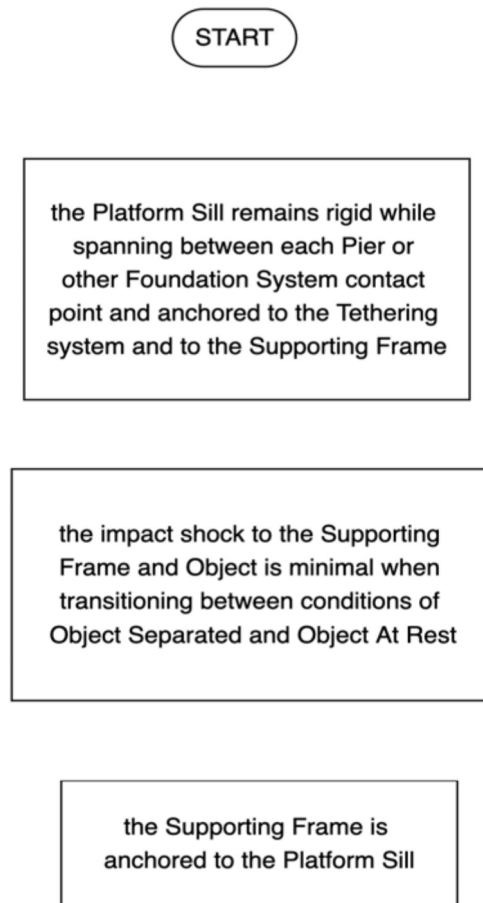 START
the Platform Sill remains rigid while
spanning between each Pier or
other Foundation System contact
point and anchored to the Tethering
system and to the Supporting Frame
the impact shock to the Supporting
Frame and Object is minimal when
transitioning between conditions of
Object Separated and Object At Rest
the Supporting Frame is
anchored to the Platform Sill